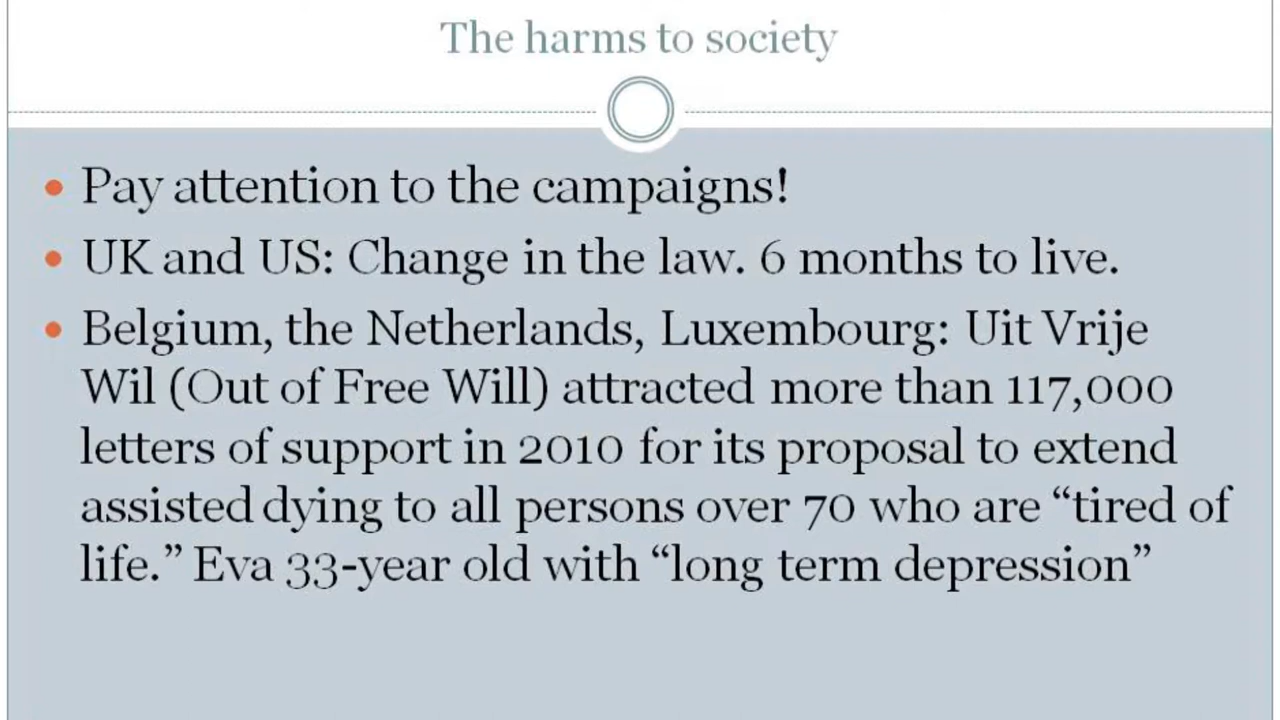 The harms to society
Pay attention to the campaigns!
UK and US: Change in the law. 6 months to live.
Belgium, the Netherlands, Luxembourg: Uit Vrije
Wil (Out of Free Will) attracted more than 117,000
letters of support in 2010 for its proposal to extend
assisted dying to all persons over 70 who are “tired of
life.” Eva 33-year old with “long term depression”